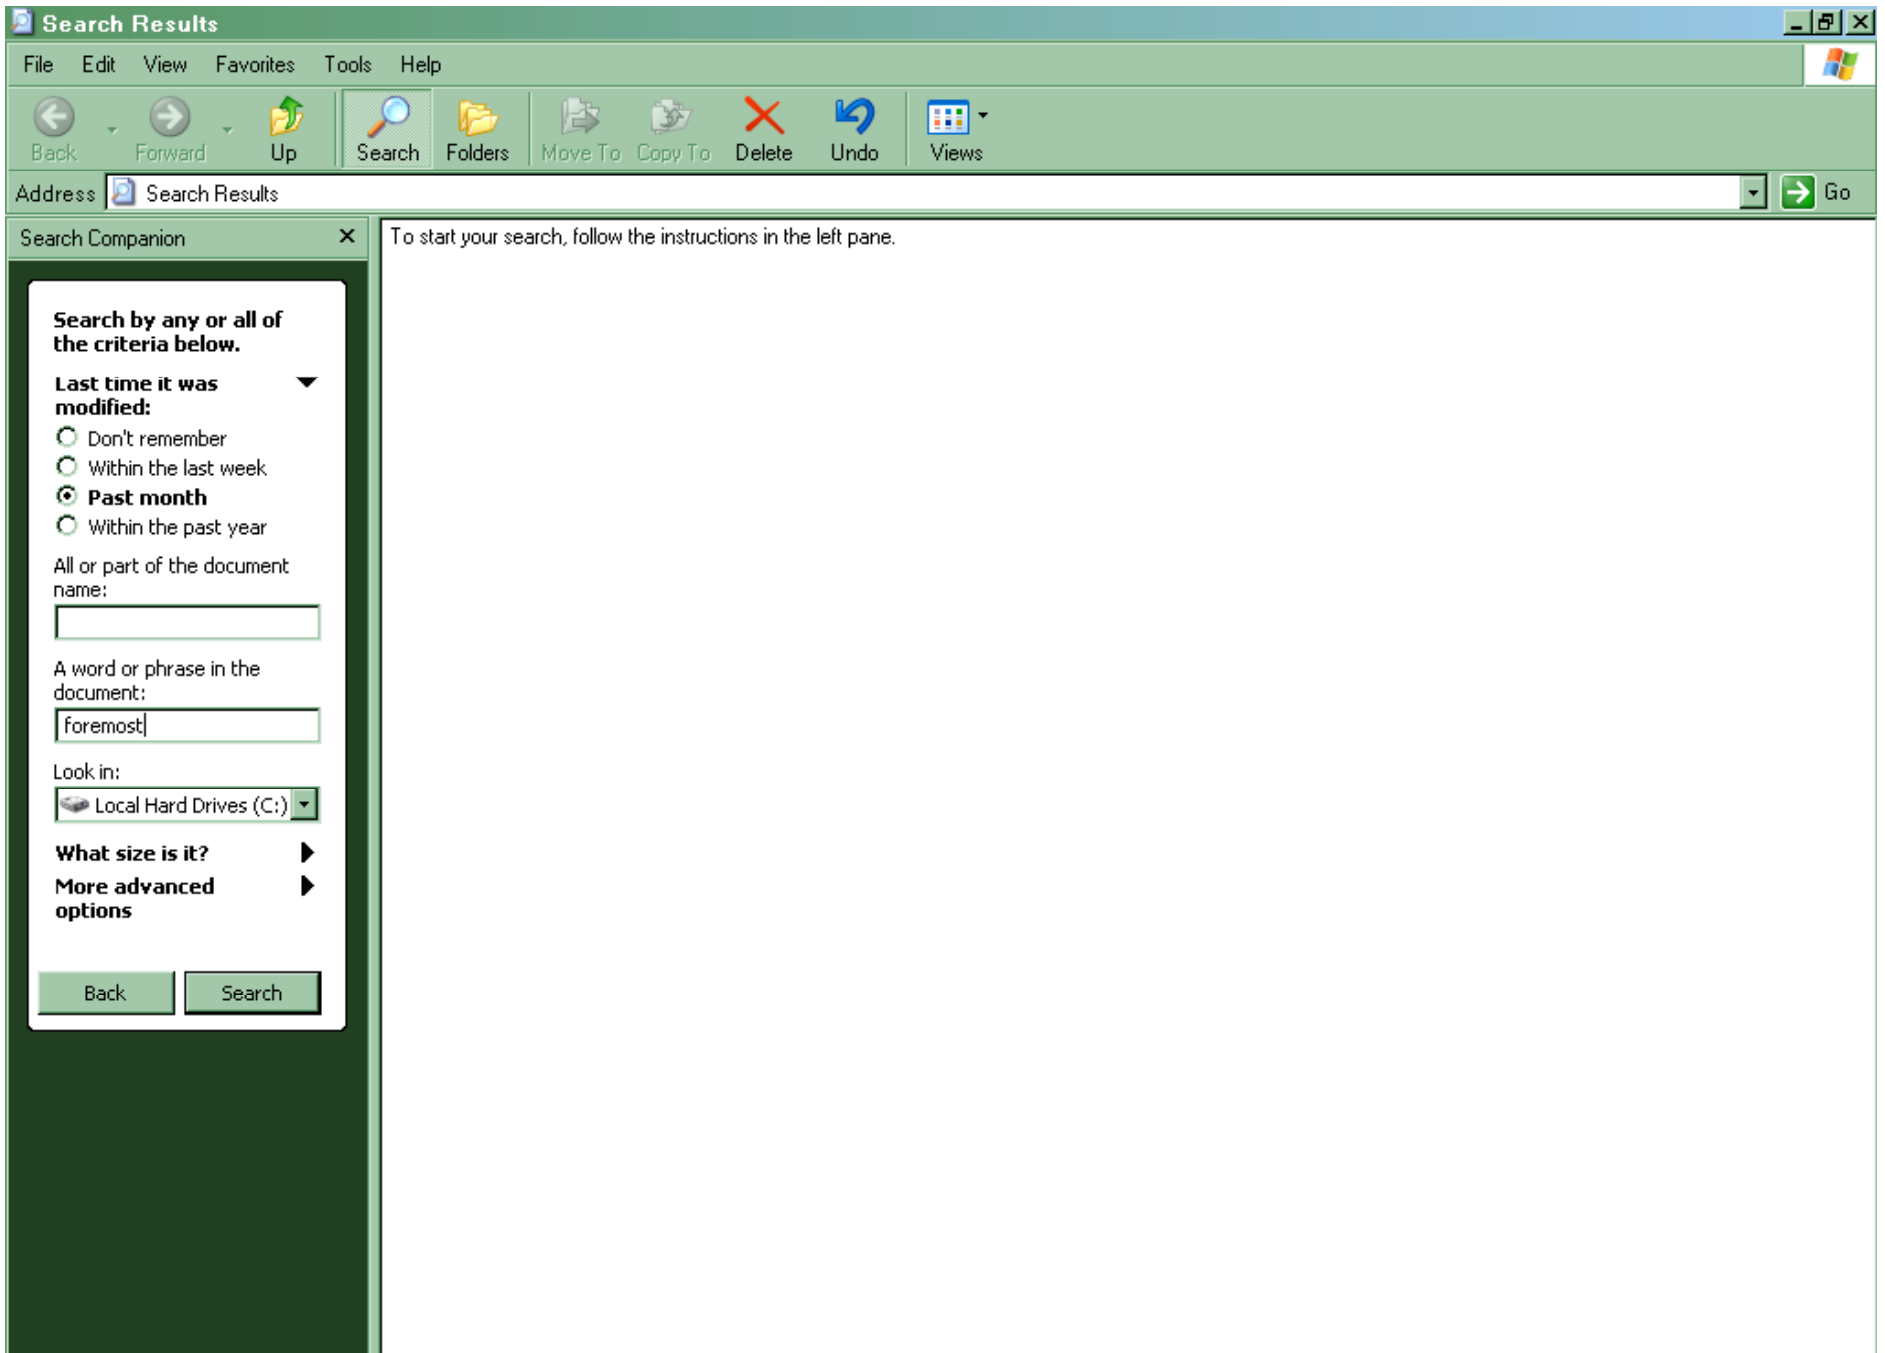 Search Results
File Edit View Favorites Tools Help
Back Forward Up Search Folders Move To Copy To Delete Undo Views
Address Search Results Go
Search Companion
To start your search, follow the instructions in the left pane.
Search by any or all of
the criteria below.
Last time it was
modified:
Don't remember
Within the last week
Past month
Within the past year
All or part of the document
name:
A word or phrase in the
document:
foremost
Look in:
Local Hard Drives (C:)
What size is it?
More advanced
options
Back Search